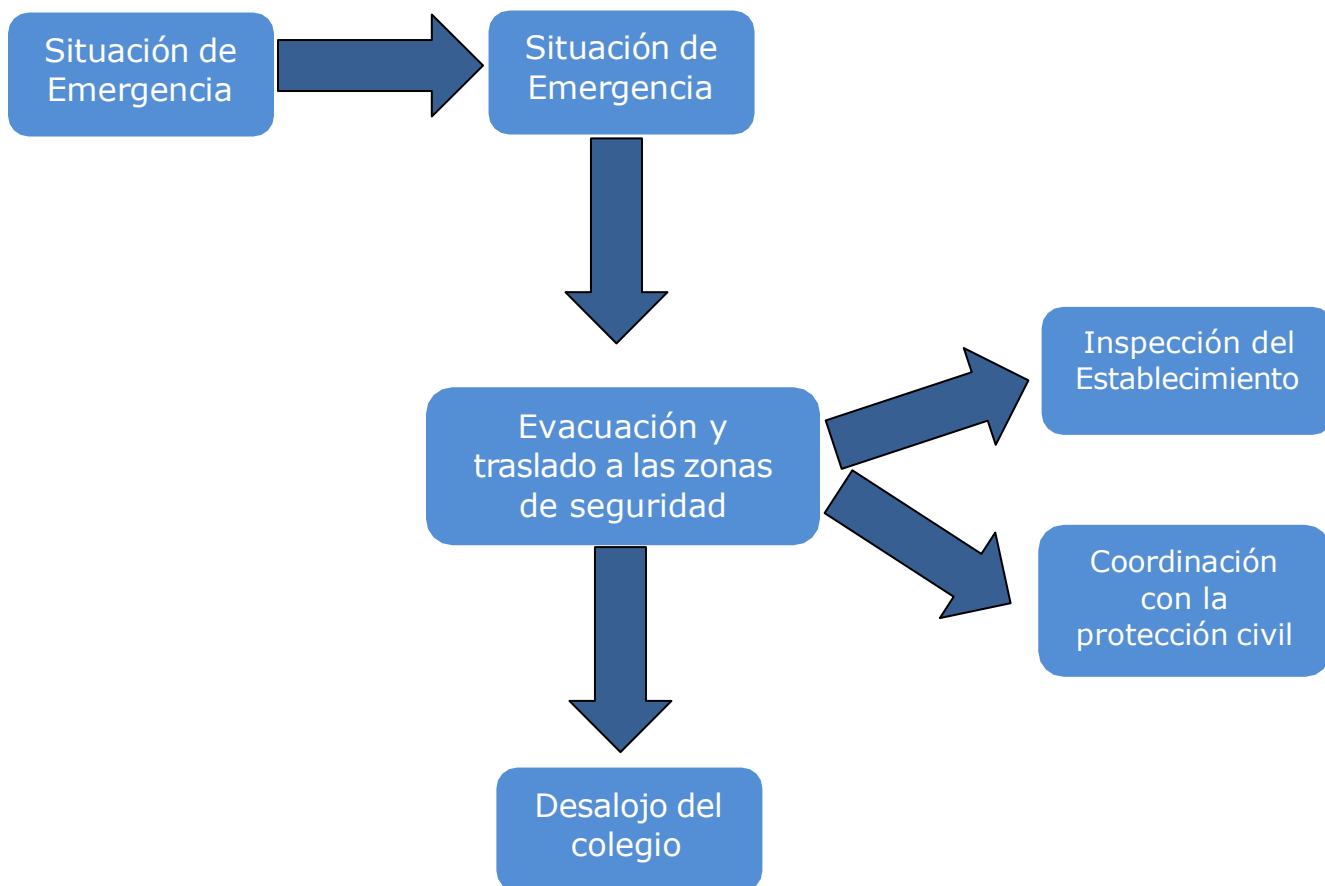 Situación de
Emergencia
Situación de
Emergencia
Evacuación y
traslado a las zonas
de seguridad
Inspección del
Establecimiento
Coordinación
con la
protección civil
Desalojo del
colegio